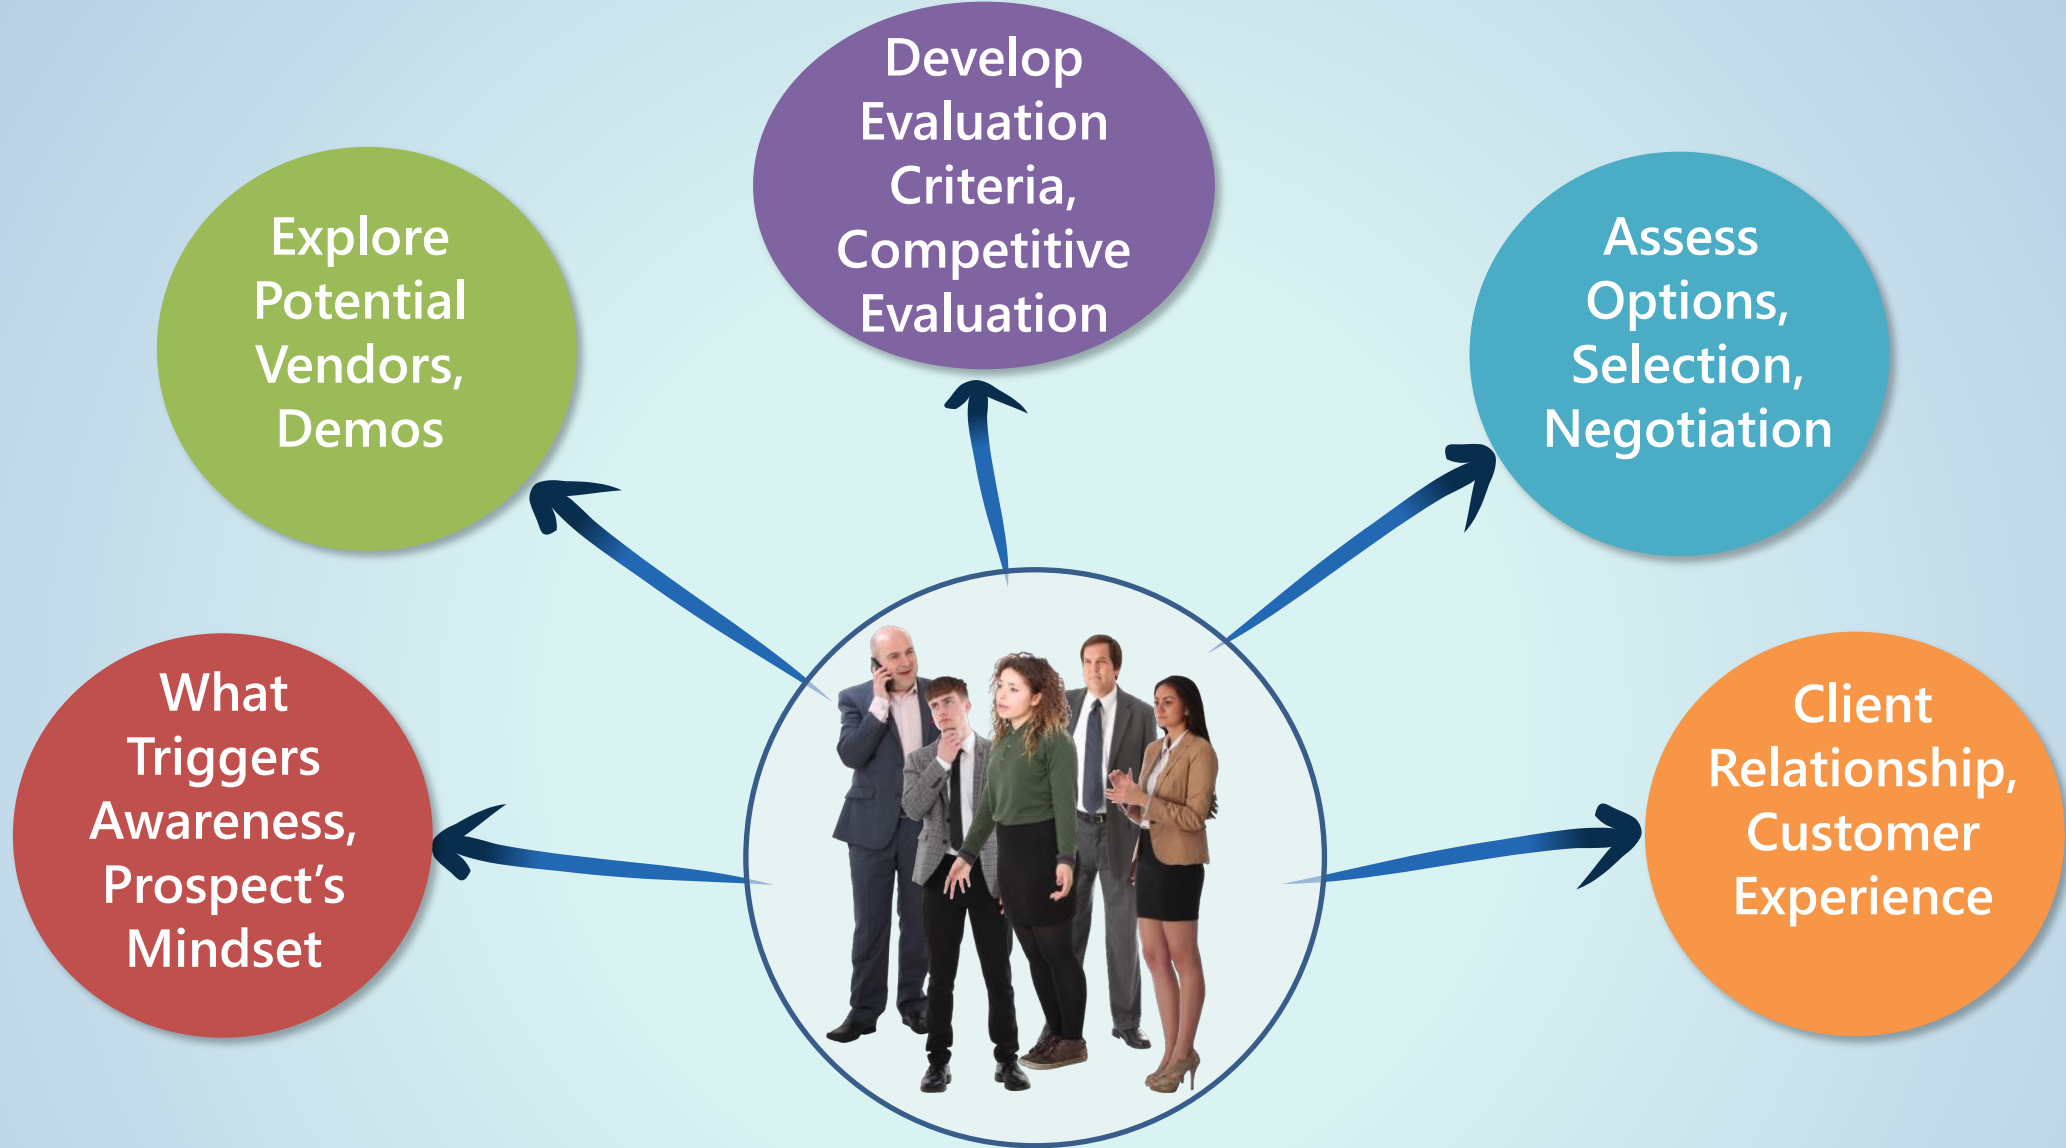 What
Triggers
Awareness,
Prospect’s
Mindset
Explore
Potential
Vendors,
Demos
Develop
Evaluation
Criteria,
Competitive
Evaluation
Assess
Options,
Selection,
Negotiation
Client
Relationship,
Customer
Experience